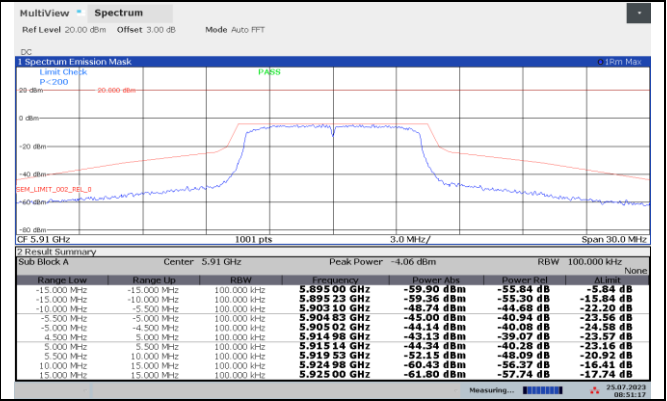 MultiView Spectrum
Ref Level 20.00 dBm Offset 3.00 dB Mode Auto FFT
DC
1 Spectrum Emission Mask 1Rm Max
Limit Check PASS
P<200
20 dBm 20.000 dBm
0 dBm
-20 dBm
-40 dBm
SEM_LIMIT_002_REL_0
-60 dBm
-80 dBm
CF 5.91 GHz 1001 pts 3.0 MHz/ Span 30.0 MHz
2 Result Summary
Sub Block A Center 5.91 GHz Peak Power -4.06 dBm RBW 100.000 kHz
None
Range Low Range Up RBW Frequency Power Abs Power Rel ΔLimit
-15.000 MHz -15.000 MHz 100.000 kHz 5.895 00 GHz -59.90 dBm -55.84 dB -5.84 dB
-15.000 MHz -10.000 MHz 100.000 kHz 5.895 23 GHz -59.36 dBm -55.30 dB -15.84 dB
-10.000 MHz -5.500 MHz 100.000 kHz 5.903 10 GHz -48.74 dBm -44.68 dB -22.20 dB
-5.500 MHz -5.000 MHz 100.000 kHz 5.904 83 GHz -45.00 dBm -40.94 dB -23.56 dB
-5.000 MHz -4.500 MHz 100.000 kHz 5.905 02 GHz -44.14 dBm -40.08 dB -24.58 dB
4.500 MHz 5.000 MHz 100.000 kHz 5.914 98 GHz -43.13 dBm -39.07 dB -23.57 dB
5.000 MHz 5.500 MHz 100.000 kHz 5.915 14 GHz -44.34 dBm -40.28 dB -23.16 dB
5.500 MHz 10.000 MHz 100.000 kHz 5.919 53 GHz -52.15 dBm -48.09 dB -20.92 dB
10.000 MHz 15.000 MHz 100.000 kHz 5.924 98 GHz -60.43 dBm -56.37 dB -16.41 dB
15.000 MHz 15.000 MHz 100.000 kHz 5.925 00 GHz -61.80 dBm -57.74 dB -17.74 dB
Measuring... 25.07.2023
08:51:17